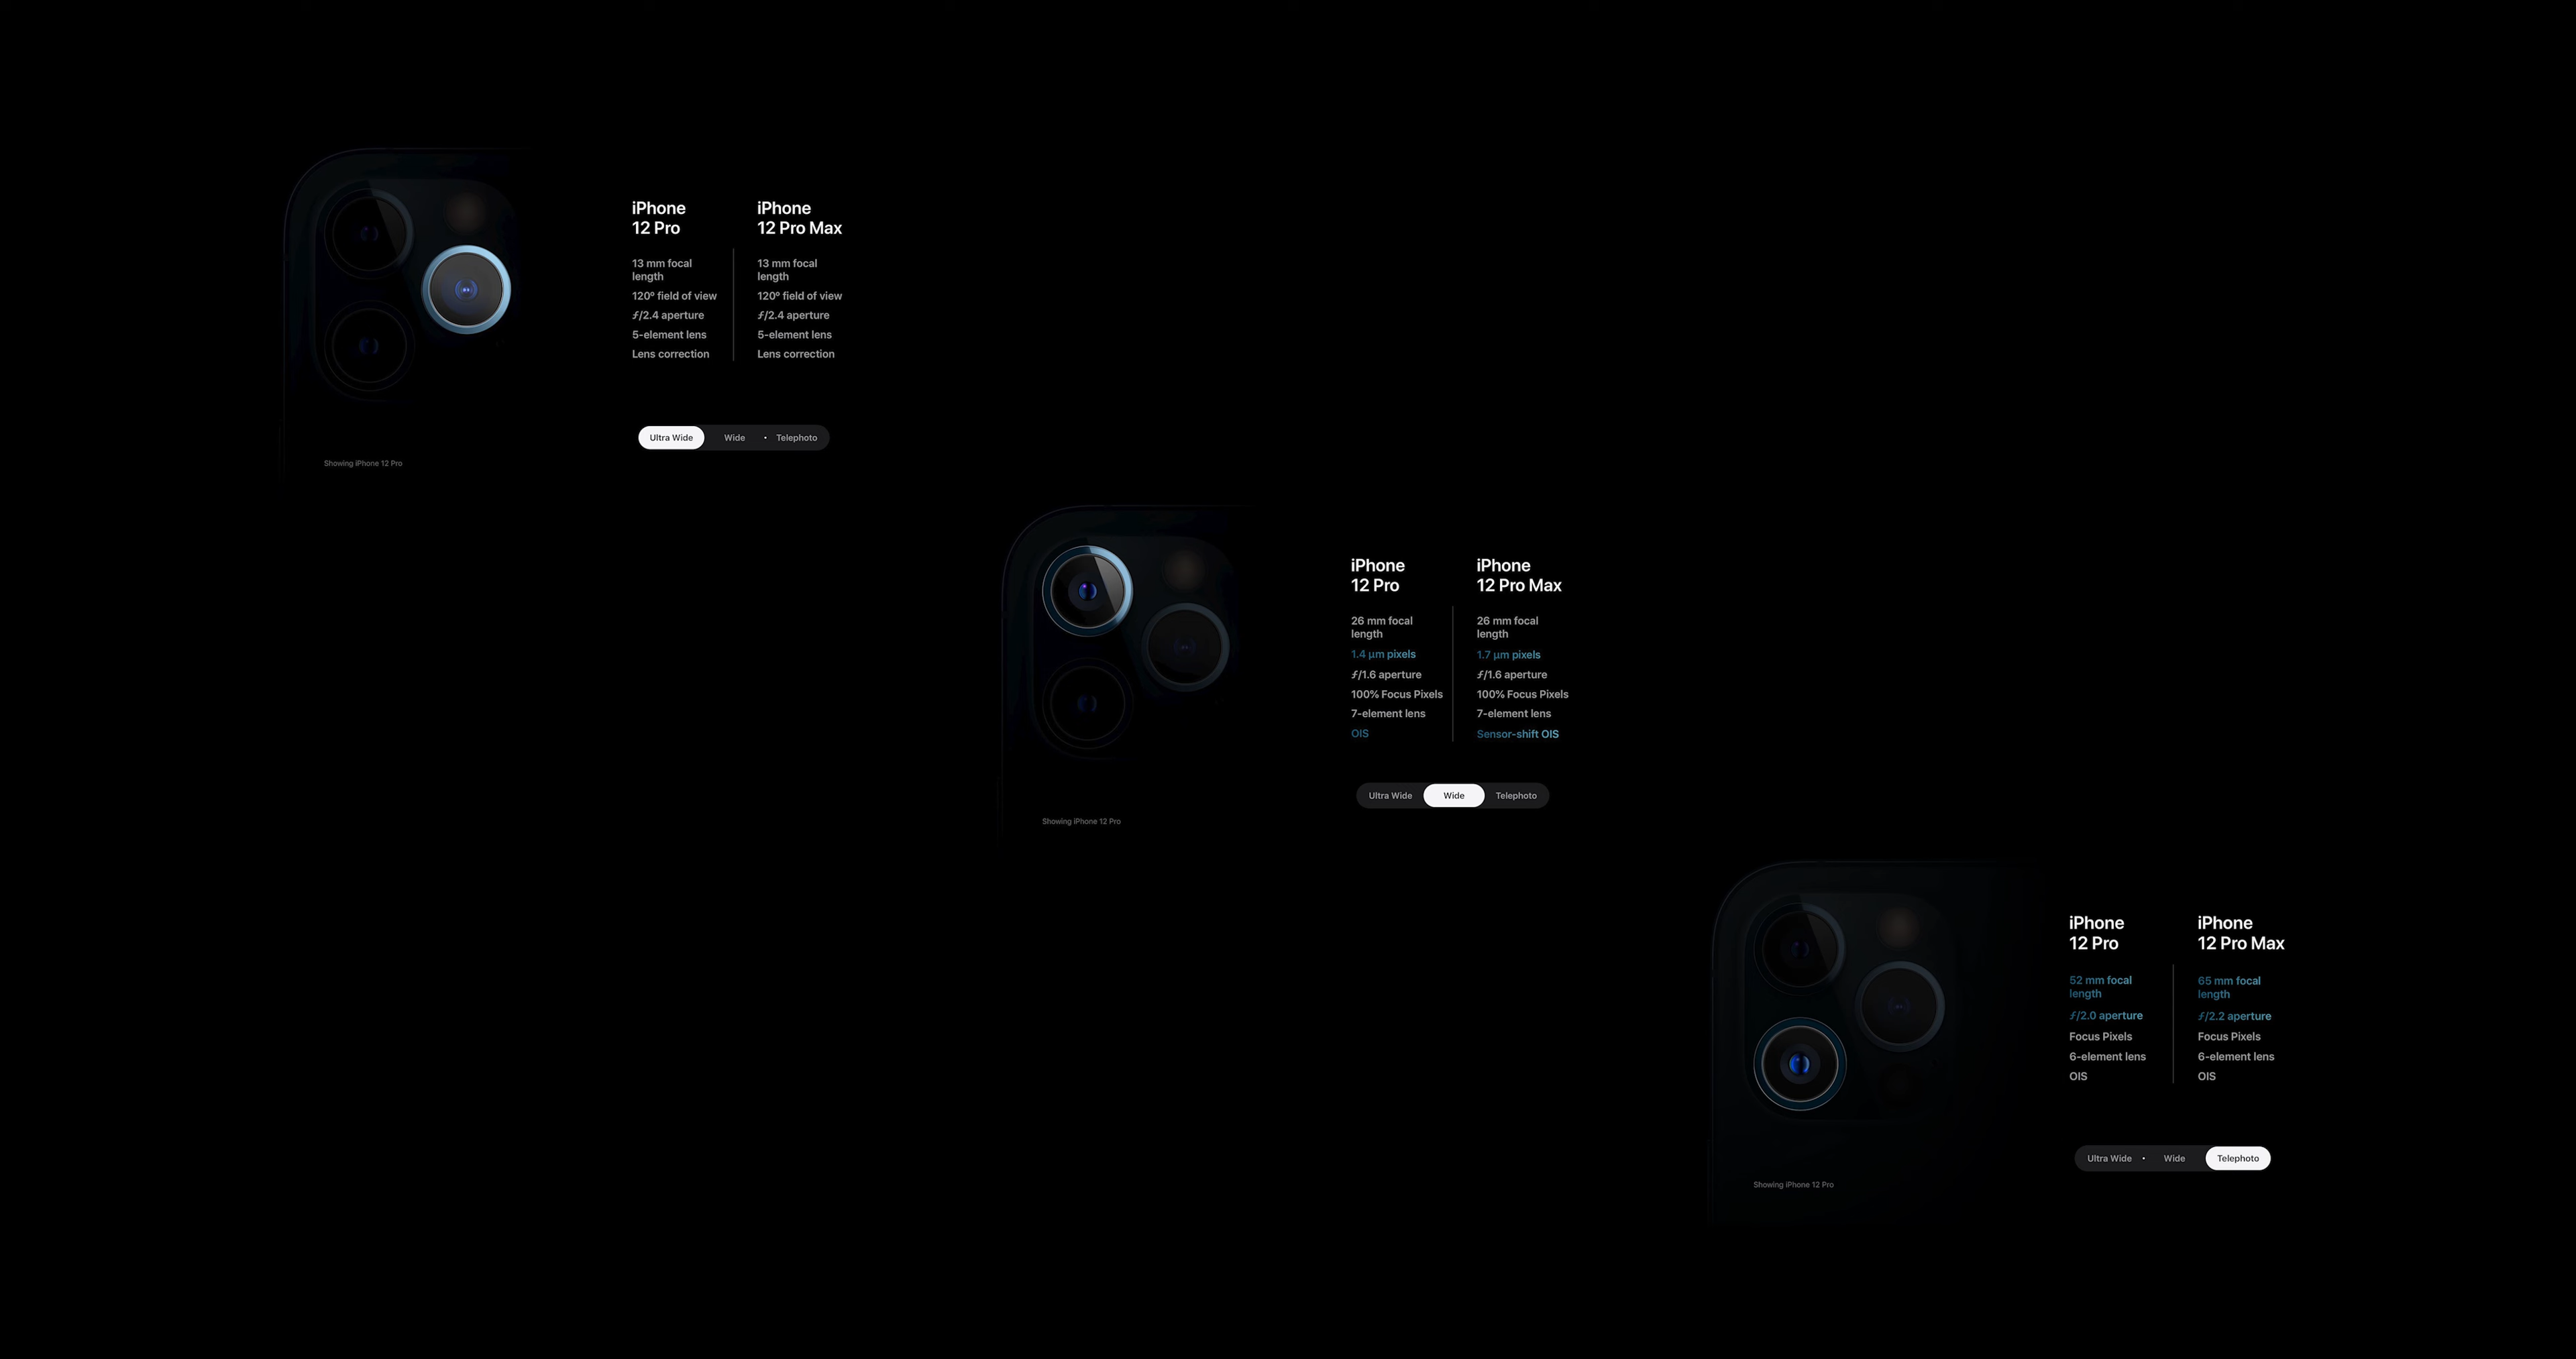 iPhone
12 Pro
13 mm focal
length
120º field of view
ƒ/2.4 aperture
5-element lens
Lens correction
iPhone
12 Pro Max
13 mm focal
length
120º field of view
ƒ/2.4 aperture
5-element lens
Lens correction
Ultra Wide Wide • Telephoto
Showing iPhone 12 Pro
iPhone
12 Pro
26 mm focal
length
1.4 µm pixels
ƒ/1.6 aperture
100% Focus Pixels
7-element lens
OIS
iPhone
12 Pro Max
26 mm focal
length
1.7 µm pixels
ƒ/1.6 aperture
100% Focus Pixels
7-element lens
Sensor-shift OIS
Ultra Wide Wide Telephoto
Showing iPhone 12 Pro
iPhone
12 Pro
52 mm focal
length
ƒ/2.0 aperture
Focus Pixels
6-element lens
OIS
iPhone
12 Pro Max
65 mm focal
length
ƒ/2.2 aperture
Focus Pixels
6-element lens
OIS
Ultra Wide • Wide Telephoto
Showing iPhone 12 Pro